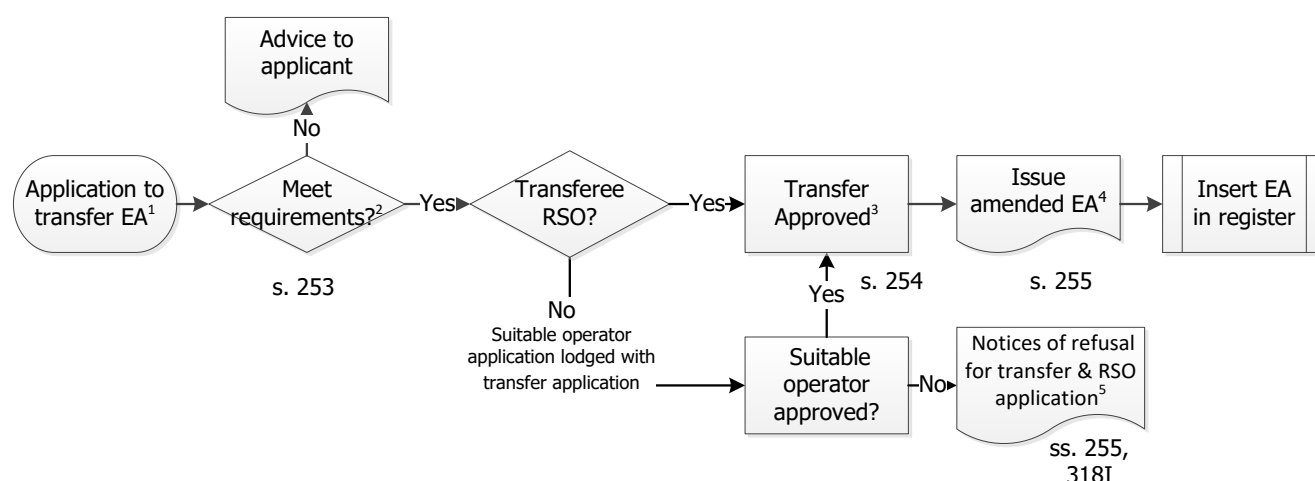 Advice to
applicant
No
Application to
transfer EA¹
Meet
requirements?²
Yes
Transferee
RSO?
Yes
Transfer
Approved³
Issue
amended EA⁴
Insert EA
in register
s. 253
s. 254
s. 255
No
Suitable operator
application lodged with
transfer application
Yes
Suitable
operator
approved?
No
Notices of refusal
for transfer & RSO
application⁵
ss. 255,
318I